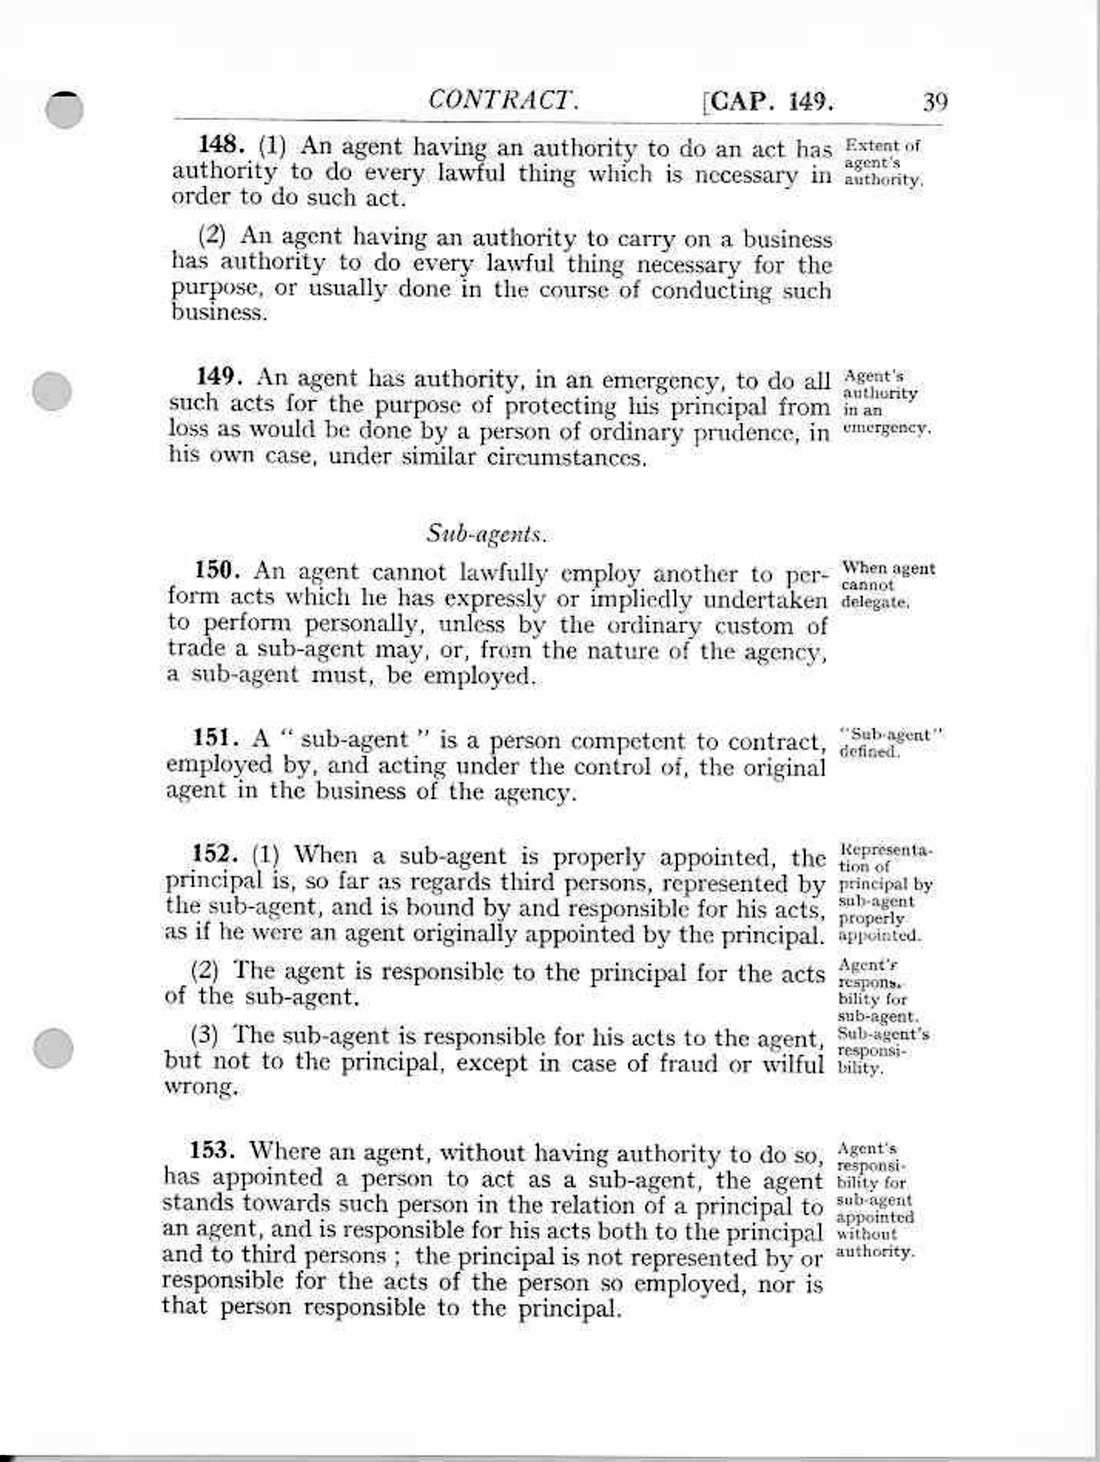 CONTRACT. [CAP. 149. 39
148. (1) An agent having an authority to do an act has
authority to do every lawful thing which is necessary in
order to do such act.
Extent of
agent's
authority.
(2) An agent having an authority to carry on a business
has authority to do every lawful thing necessary for the
purpose, or usually done in the course of conducting such
business.
149. An agent has authority, in an emergency, to do all
such acts for the purpose of protecting his principal from
loss as would be done by a person of ordinary prudence, in
his own case, under similar circumstances.
Agent's
authority
in an
emergency.
Sub-agents.
150. An agent cannot lawfully employ another to per-
form acts which he has expressly or impliedly undertaken
to perform personally, unless by the ordinary custom of
trade a sub-agent may, or, from the nature of the agency,
a sub-agent must, be employed.
When agent
cannot
delegate.
151. A " sub-agent " is a person competent to contract,
employed by, and acting under the control of, the original
agent in the business of the agency.
"Sub-agent"
defined.
152. (1) When a sub-agent is properly appointed, the
principal is, so far as regards third persons, represented by
the sub-agent, and is bound by and responsible for his acts,
as if he were an agent originally appointed by the principal.
Representa-
tion of
principal by
sub-agent
properly
appointed.
(2) The agent is responsible to the principal for the acts
of the sub-agent.
Agent's
respons-
bility for
sub-agent.
(3) The sub-agent is responsible for his acts to the agent,
but not to the principal, except in case of fraud or wilful
wrong.
Sub-agent's
responsi-
bility.
153. Where an agent, without having authority to do so,
has appointed a person to act as a sub-agent, the agent
stands towards such person in the relation of a principal to
an agent, and is responsible for his acts both to the principal
and to third persons ; the principal is not represented by or
responsible for the acts of the person so employed, nor is
that person responsible to the principal.
Agent's
responsi-
bility for
sub-agent
appointed
without
authority.